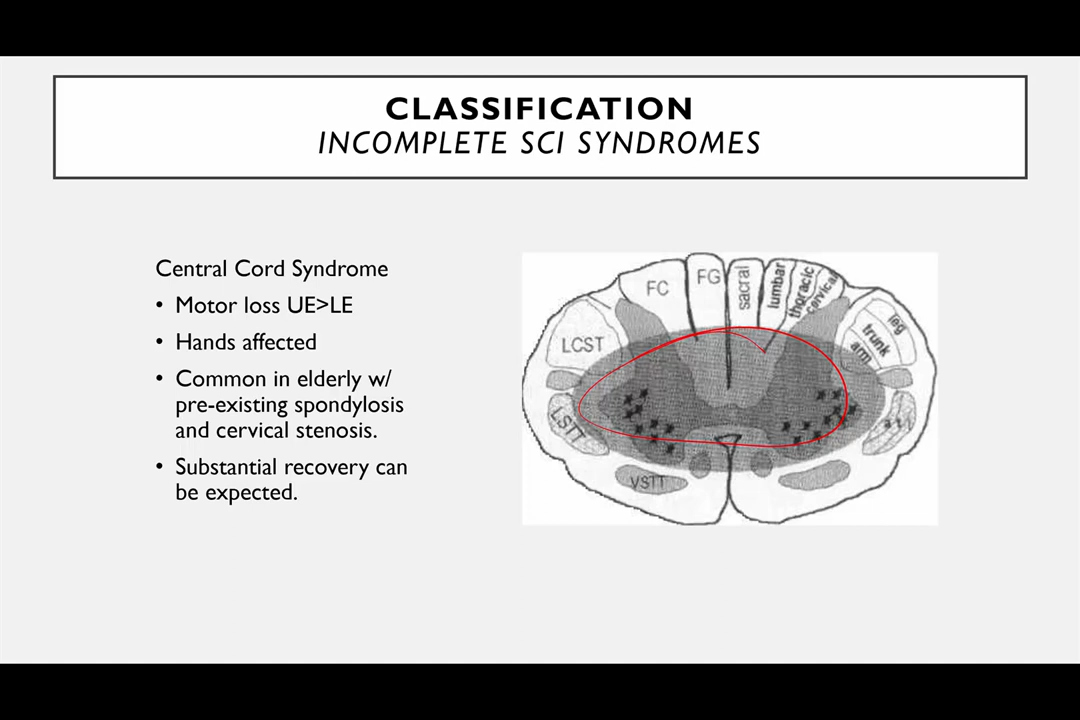 CLASSIFICATION
INCOMPLETE SCI SYNDROMES
Central Cord Syndrome
• Motor loss UE>LE
• Hands affected
• Common in elderly w/
pre-existing spondylosis
and cervical stenosis.
• Substantial recovery can
be expected.
FC
FG
sacral
lumbar
thoracic
cervical
LCST
leg
trunk
arm
LSTT
VSTT